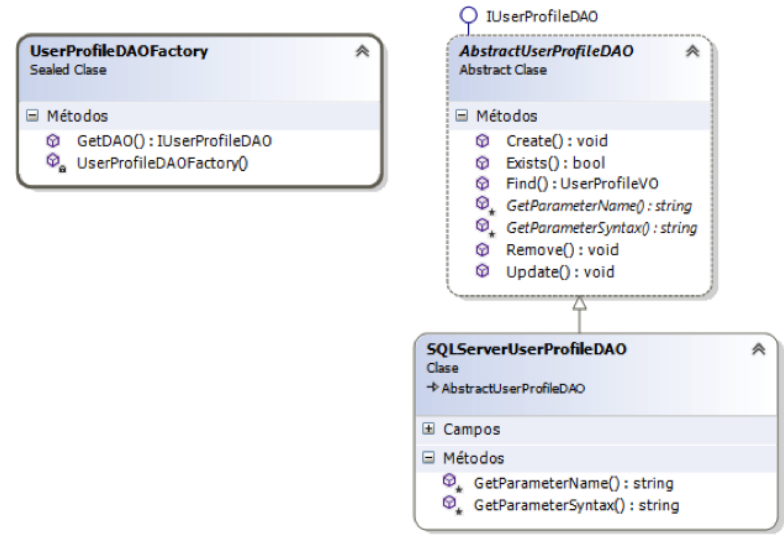 UserProfileDAOFactory
Sealed Clase
Métodos
GetDAO() : IUserProfileDAO
UserProfileDAOFactory()
IUserProfileDAO
AbstractUserProfileDAO
Abstract Clase
Métodos
Create() : void
Exists() : bool
Find() : UserProfileVO
GetParameterName() : string
GetParameterSyntax() : string
Remove() : void
Update() : void
SQLServerUserProfileDAO
Clase
AbstractUserProfileDAO
Campos
Métodos
GetParameterName() : string
GetParameterSyntax() : string